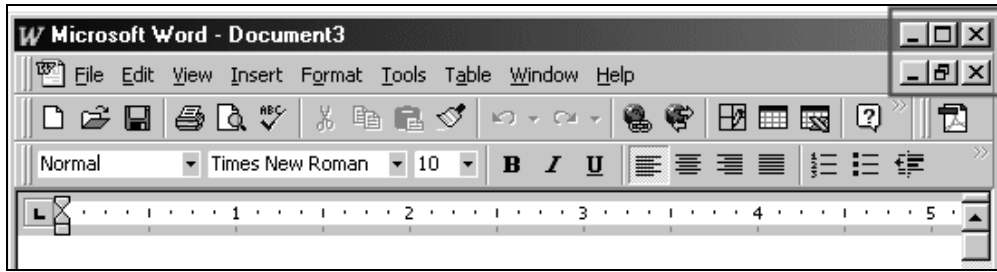 W Microsoft Word - Document3
File Edit View Insert Format Tools Table Window Help
ABC
Normal Times New Roman 10 B I U
L 1 2 3 4 5